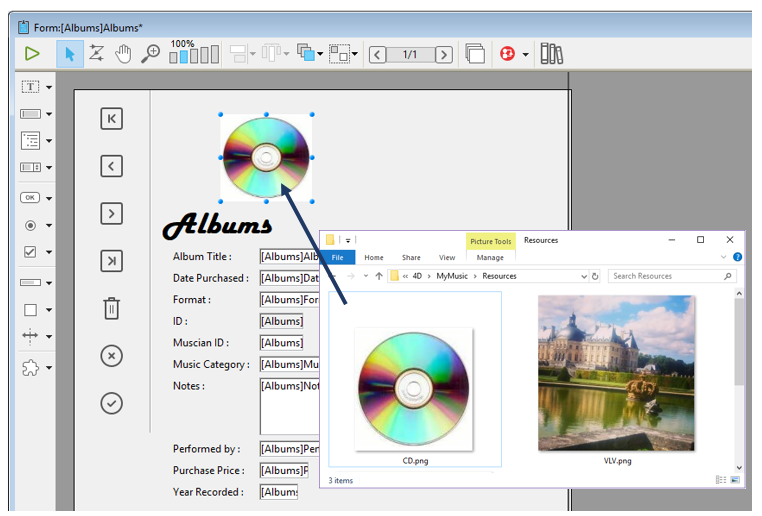 Form:[Albums]Albums*
100%
1/1
T
OK
Albums
Album Title : [Albums]Alb
Date Purchased : [Albums]Dat
Format : [Albums]For
ID : [Albums]
Muscian ID : [Albums]
Music Category : [Albums]Mu
Notes : [Albums]Not
Performed by : [Albums]Per
Purchase Price : [Albums]P
Year Recorded : [Albums
Picture Tools Resources
File Home Share View Manage
« 4D > MyMusic > Resources Search Resources
CD.png VLV.png
3 items